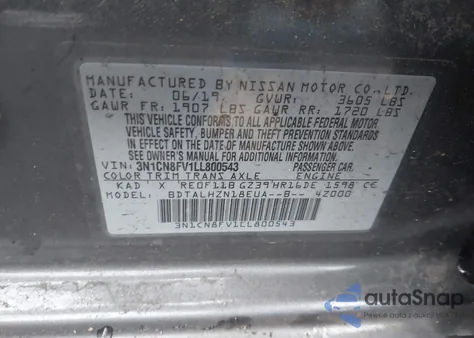 MANUFACTURED BY NISSAN MOTOR CO., LTD.
DATE: 06/19 GVWR: 3605 LBS
GAWR FR: 1907 LBS GAWR RR: 1720 LBS
THIS VEHICLE CONFORMS TO ALL APPLICABLE FEDERAL MOTOR
VEHICLE SAFETY, BUMPER, AND THEFT PREVENTION STANDARDS
IN EFFECT ON THE DATE OF MANUFACTURE SHOWN ABOVE.
SEE OWNER'S MANUAL FOR ADDITIONAL INFORMATION
VIN: 3N1CN8FV1LL800543 PASSENGER CAR
COLOR TRIM TRANS AXLE ENGINE
KAD X RE0F11B GZ39 HR16DE 1598 CC
MODEL: BDTALHZN18EUA--B-- 42000
3N1CN8FV1LL800543
autoSnap